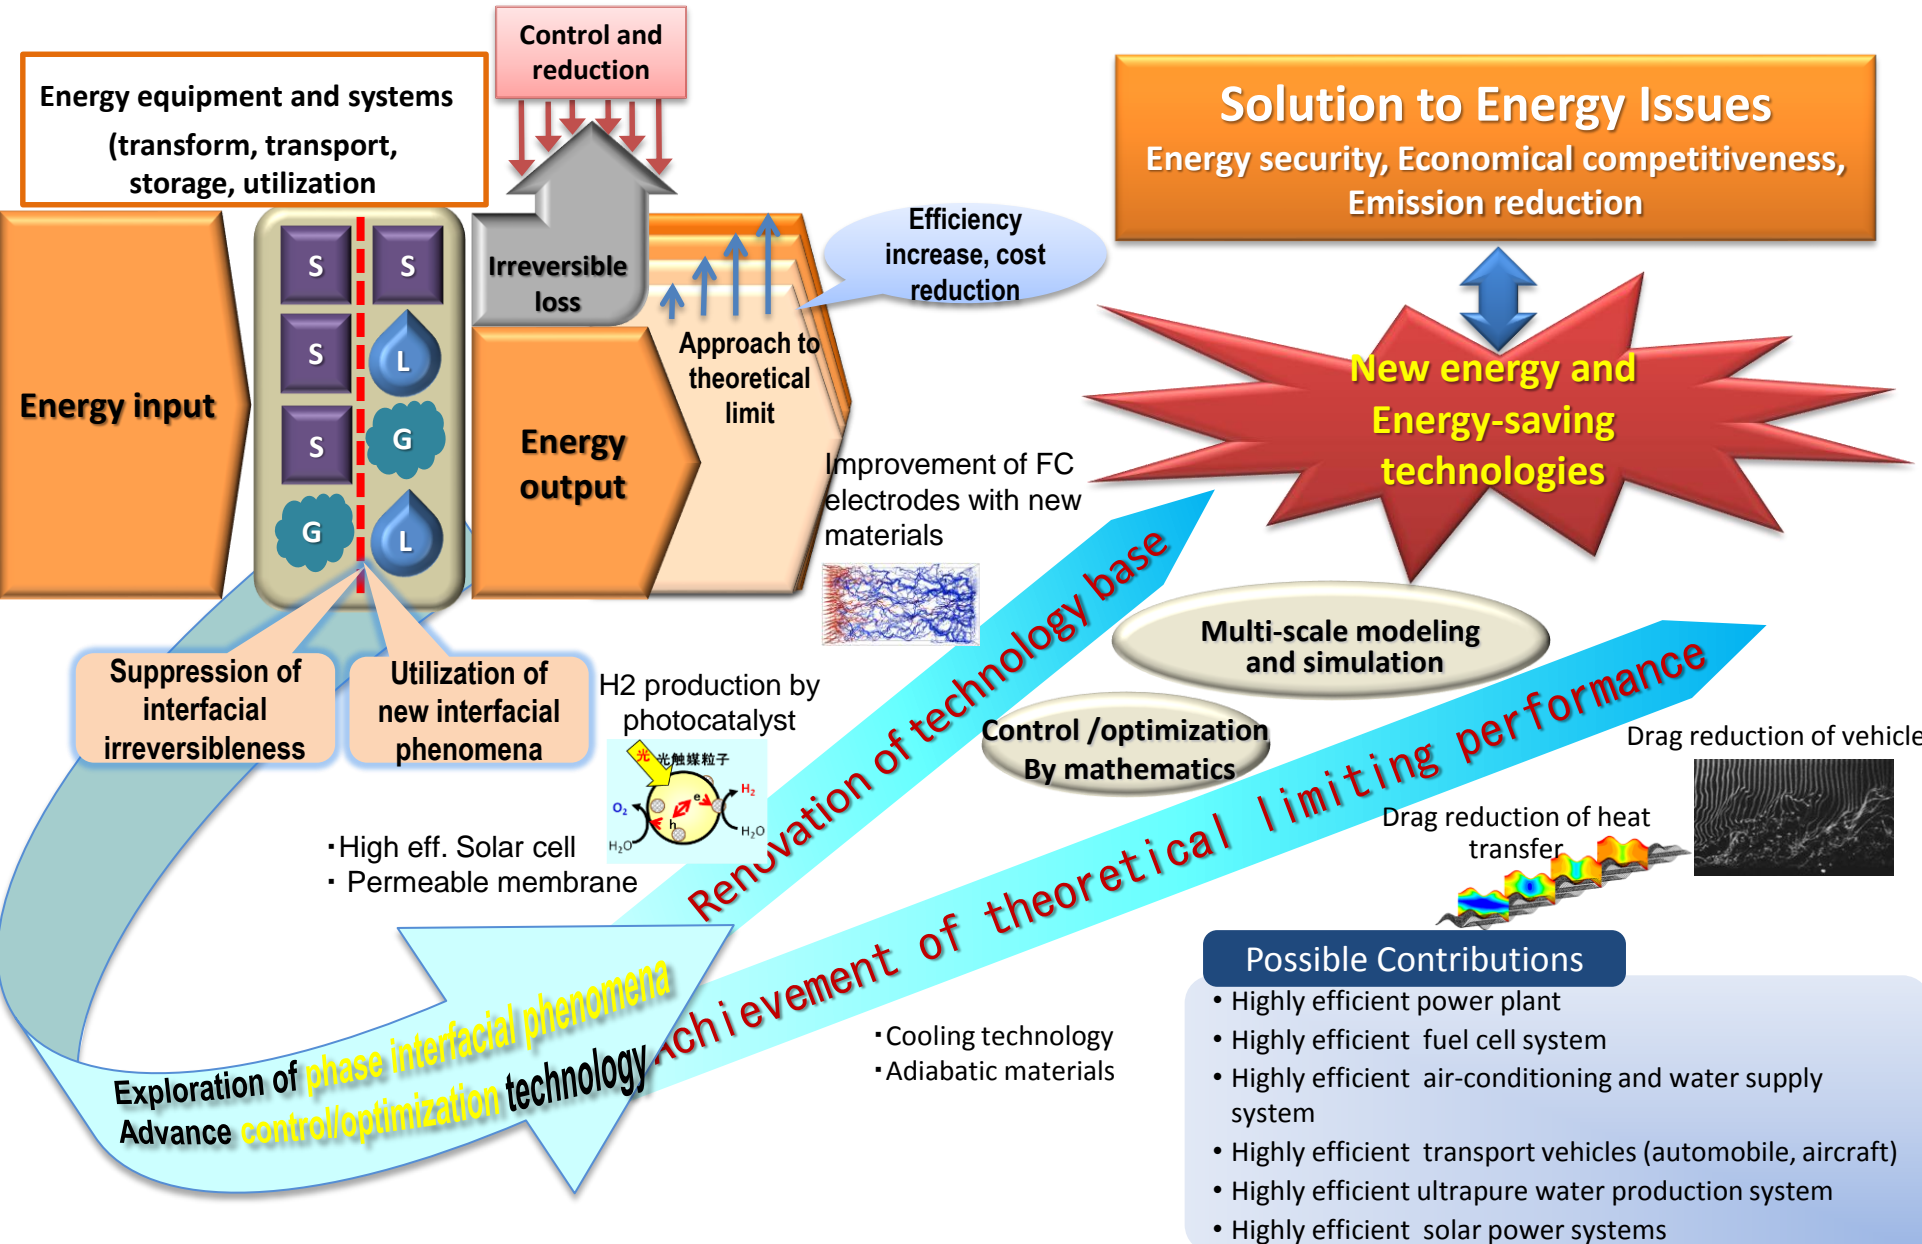 Control and
reduction
Energy equipment and systems
(transform, transport,
storage, utilization
Solution to Energy Issues
Energy security, Economical competitiveness,
Emission reduction
Energy input
S S
S L
S G
G L
Irreversible
loss
Efficiency
increase, cost
reduction
Approach to
theoretical
limit
Energy
output
New energy and
Energy-saving
technologies
Improvement of FC
electrodes with new
materials
Suppression of
interfacial
irreversibleness
Utilization of
new interfacial
phenomena
H2 production by
photocatalyst
光 光触媒粒子
O₂ e H₂
h
H₂O H₂O
・High eff. Solar cell
・ Permeable membrane
Renovation of technology base
Multi-scale modeling
and simulation
Control /optimization
By mathematics
Achievement of theoretical limiting performance
Drag reduction of vehicle
Drag reduction of heat
transfer
Exploration of phase interfacial phenomena
Advance control/optimization technology
・Cooling technology
・Adiabatic materials
Possible Contributions
• Highly efficient power plant
• Highly efficient fuel cell system
• Highly efficient air-conditioning and water supply
system
• Highly efficient transport vehicles (automobile, aircraft)
• Highly efficient ultrapure water production system
• Highly efficient solar power systems